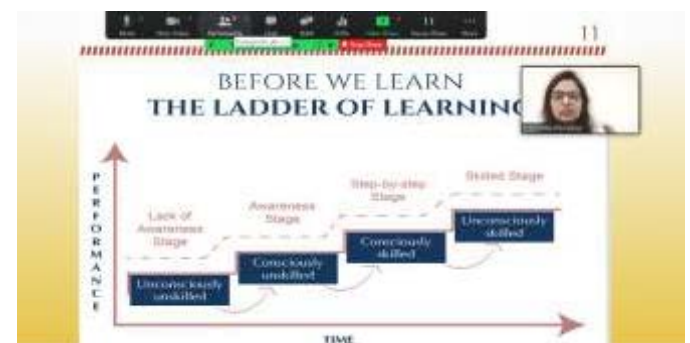 11
BEFORE WE LEARN
THE LADDER OF LEARNING
PERFORMANCE
Lack of
Awareness
Stage
Awareness
Stage
Step-by-step
Stage
Skilled Stage
Unconsciously
unskilled
Consciously
unskilled
Consciously
skilled
Unconsciously
skilled
TIME